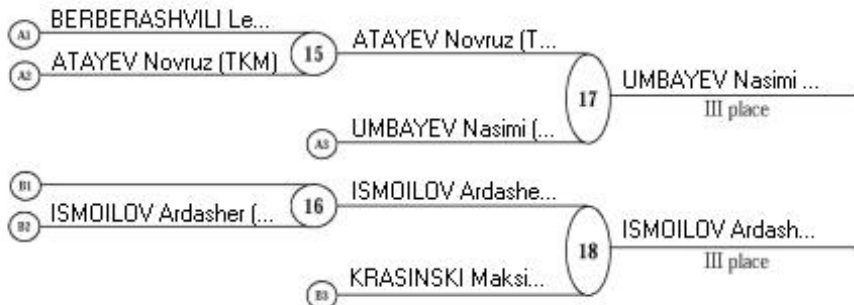 A1 BERBERASHVILI Le...
A2 ATAYEV Novruz (TKM)
15
ATAYEV Novruz (T...
A3 UMBAYEV Nasimi (...
17
UMBAYEV Nasimi ...
III place
B1
B2 ISMOILOV Ardasher (...
16
ISMOILOV Ardashe...
B3 KRASINSKI Maksi...
18
ISMOILOV Ardash...
III place